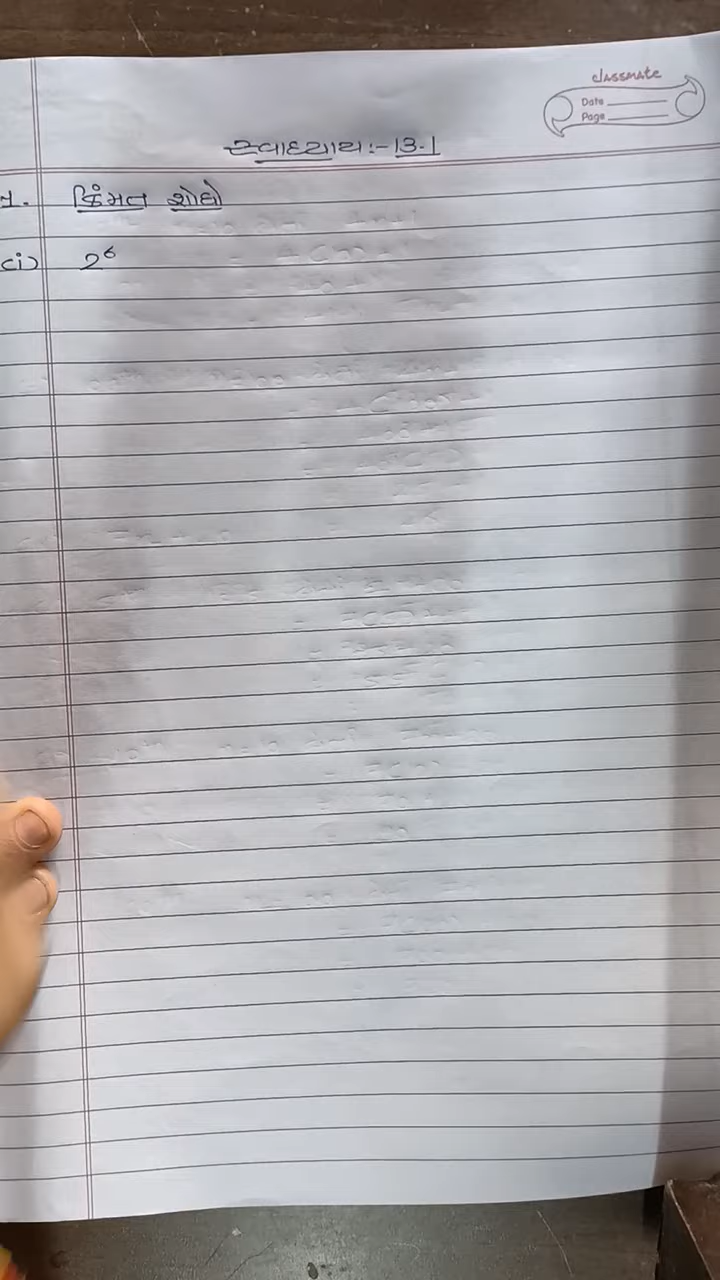 classmate
Date
Page
સ્વાધ્યાય :- 13.1
1. કિંમત શોધો
(i) 2⁶